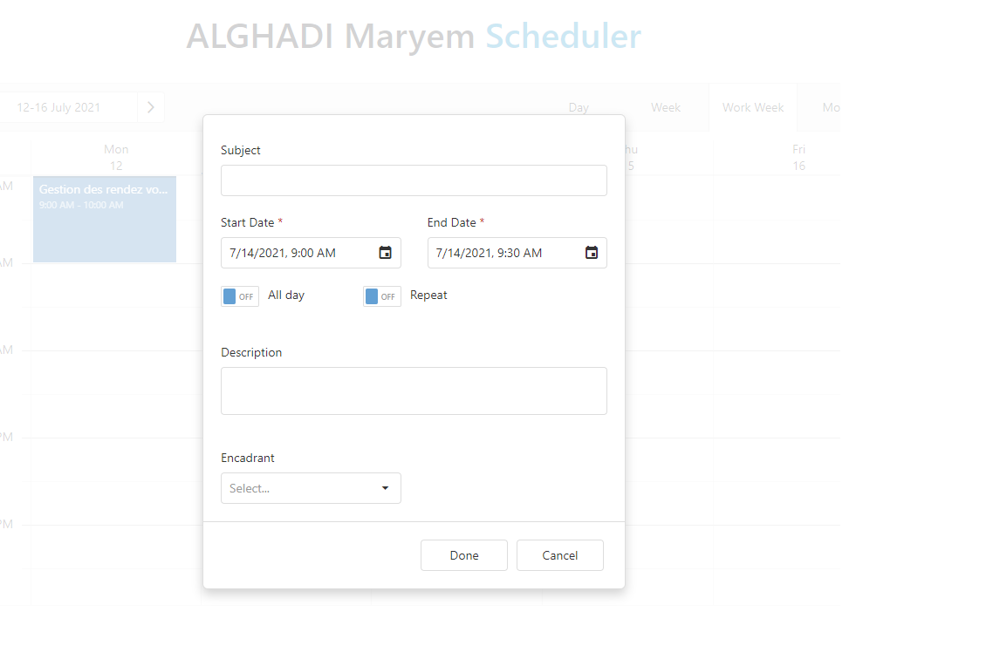 ALGHADI Maryem Scheduler
12-16 July 2021
Day Week Work Week Mo
Mon
12
hu
5
Fri
16
AM
Gestion des rendez vo...
9:00 AM - 10:00 AM
AM
AM
PM
PM
Subject
Start Date *
End Date *
7/14/2021, 9:00 AM
7/14/2021, 9:30 AM
OFF All day
OFF Repeat
Description
Encadrant
Select...
Done
Cancel